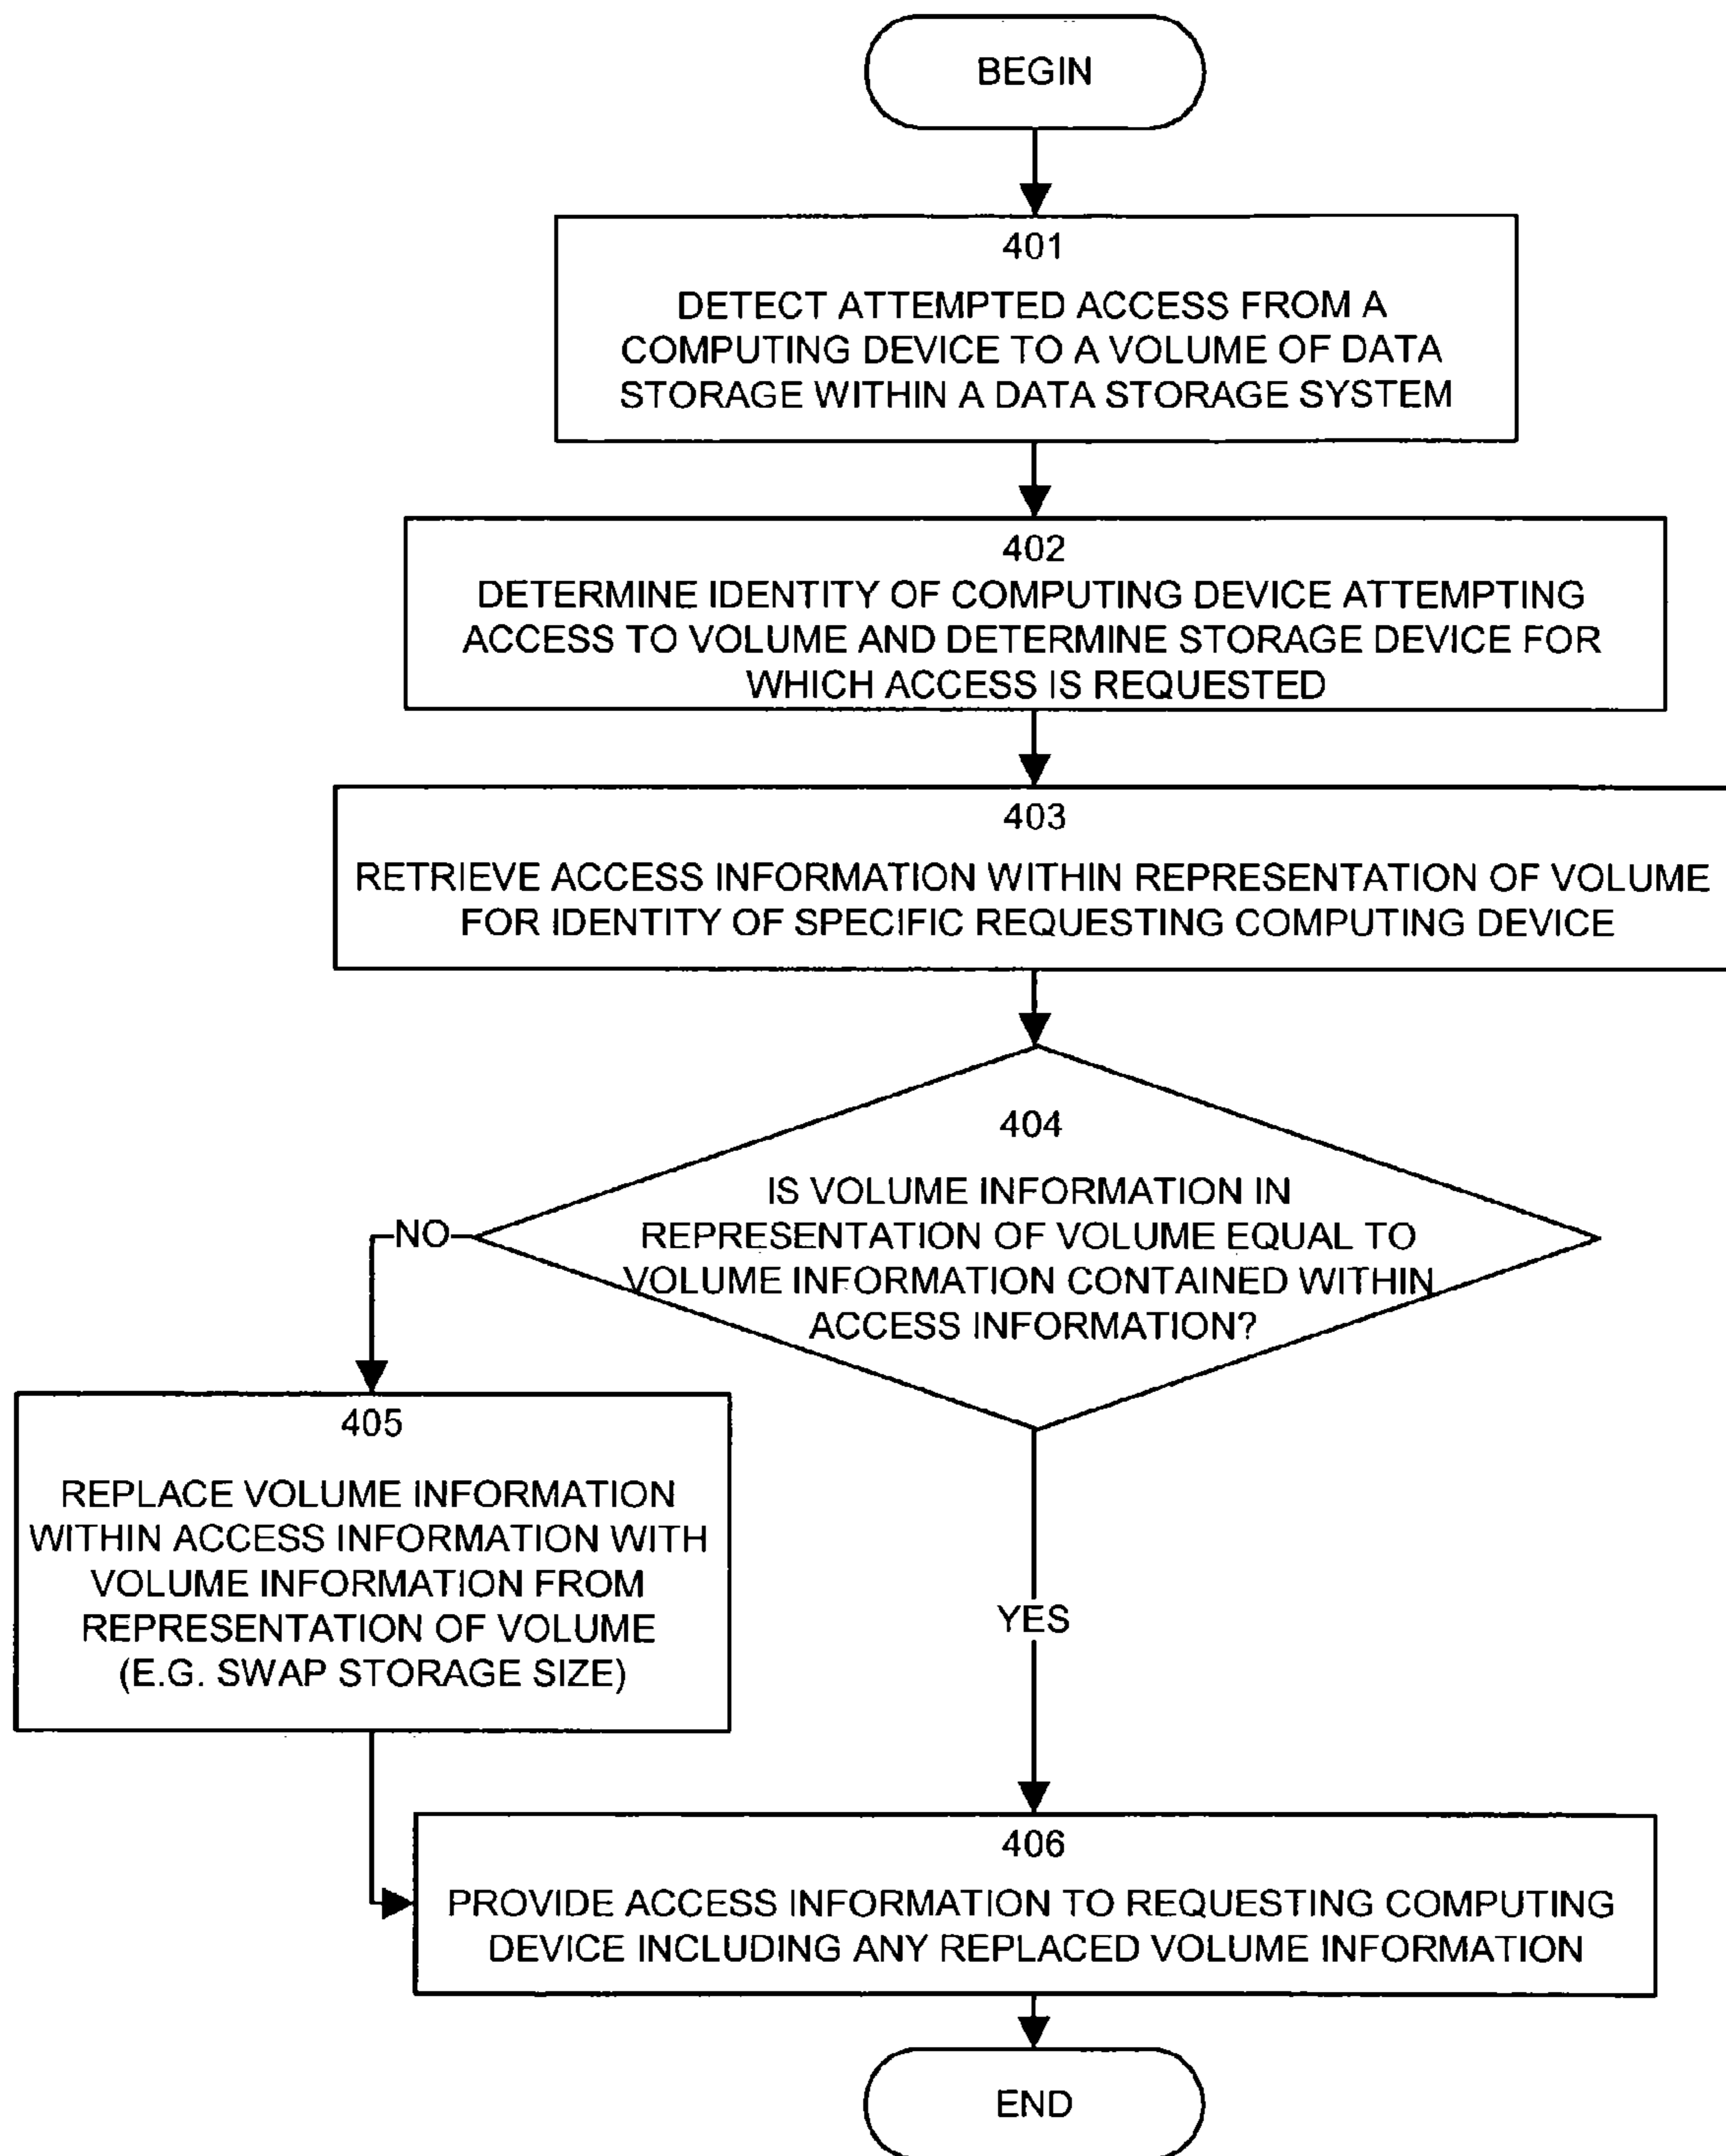 BEGIN
401
DETECT ATTEMPTED ACCESS FROM A
COMPUTING DEVICE TO A VOLUME OF DATA
STORAGE WITHIN A DATA STORAGE SYSTEM
402
DETERMINE IDENTITY OF COMPUTING DEVICE ATTEMPTING
ACCESS TO VOLUME AND DETERMINE STORAGE DEVICE FOR
WHICH ACCESS IS REQUESTED
403
RETRIEVE ACCESS INFORMATION WITHIN REPRESENTATION OF VOLUME
FOR IDENTITY OF SPECIFIC REQUESTING COMPUTING DEVICE
404
IS VOLUME INFORMATION IN
REPRESENTATION OF VOLUME EQUAL TO
VOLUME INFORMATION CONTAINED WITHIN
ACCESS INFORMATION?
NO
405
REPLACE VOLUME INFORMATION
WITHIN ACCESS INFORMATION WITH
VOLUME INFORMATION FROM
REPRESENTATION OF VOLUME
(E.G. SWAP STORAGE SIZE)
YES
406
PROVIDE ACCESS INFORMATION TO REQUESTING COMPUTING
DEVICE INCLUDING ANY REPLACED VOLUME INFORMATION
END